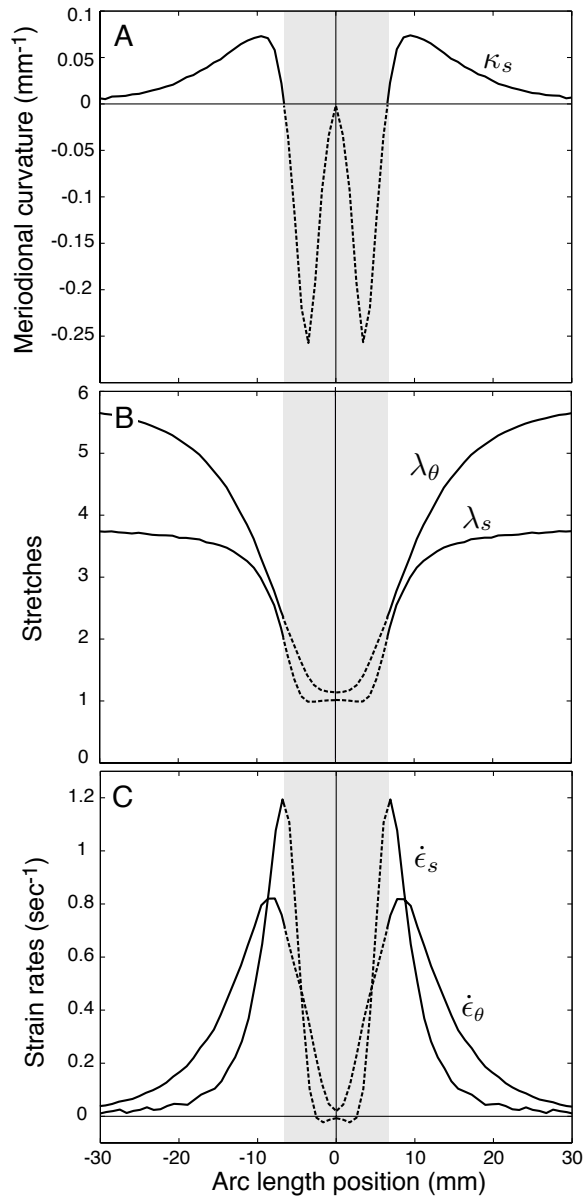 A
Meriodional curvature (mm-1)
0.1
0.05
0
-0.05
-0.1
-0.15
-0.2
-0.25
κs
B
Stretches
6
5
4
3
2
1
0
λθ
λs
C
Strain rates (sec-1)
1.2
1
0.8
0.6
0.4
0.2
0
ϵ̇s
ϵ̇θ
-30 -20 -10 0 10 20 30
Arc length position (mm)